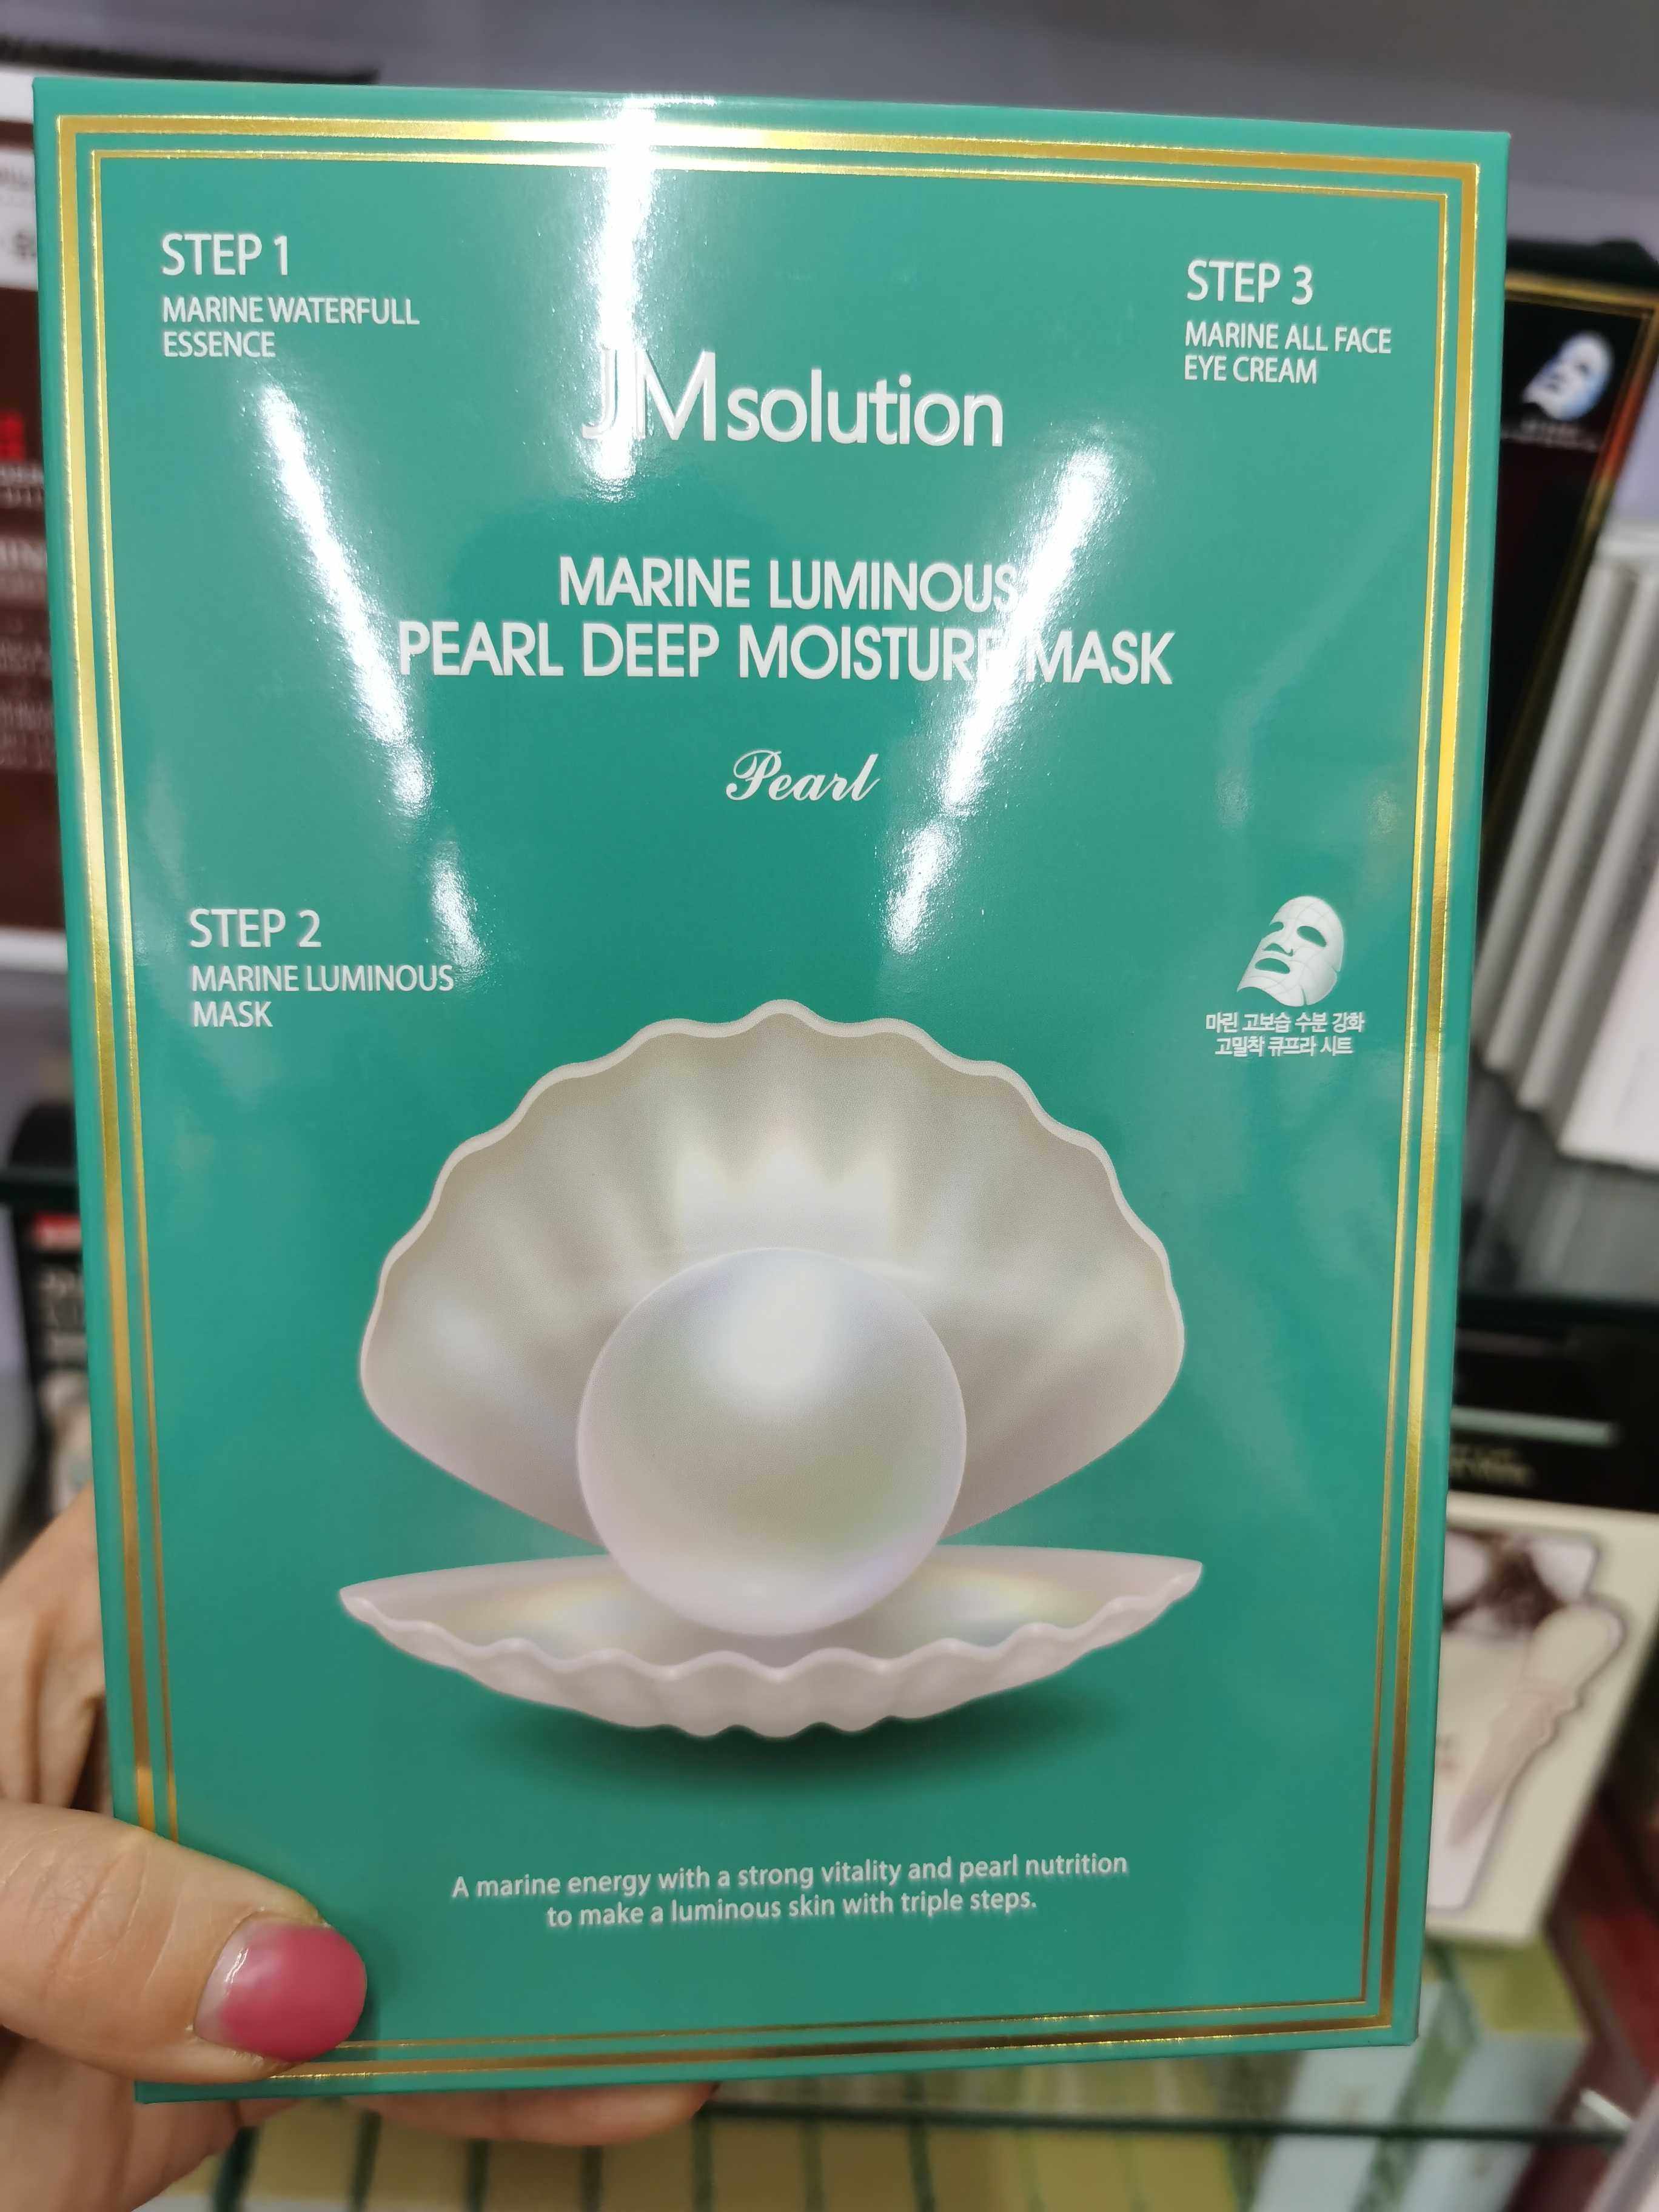 STEP 1
MARINE WATERFULL
ESSENCE
STEP 3
MARINE ALL FACE
EYE CREAM
JMsolution
MARINE LUMINOUS
PEARL DEEP MOISTURE MASK
Pearl
STEP 2
MARINE LUMINOUS
MASK
마린 고보습 수분 강화
고밀착 큐프라 시트
A marine energy with a strong vitality and pearl nutrition
to make a luminous skin with triple steps.